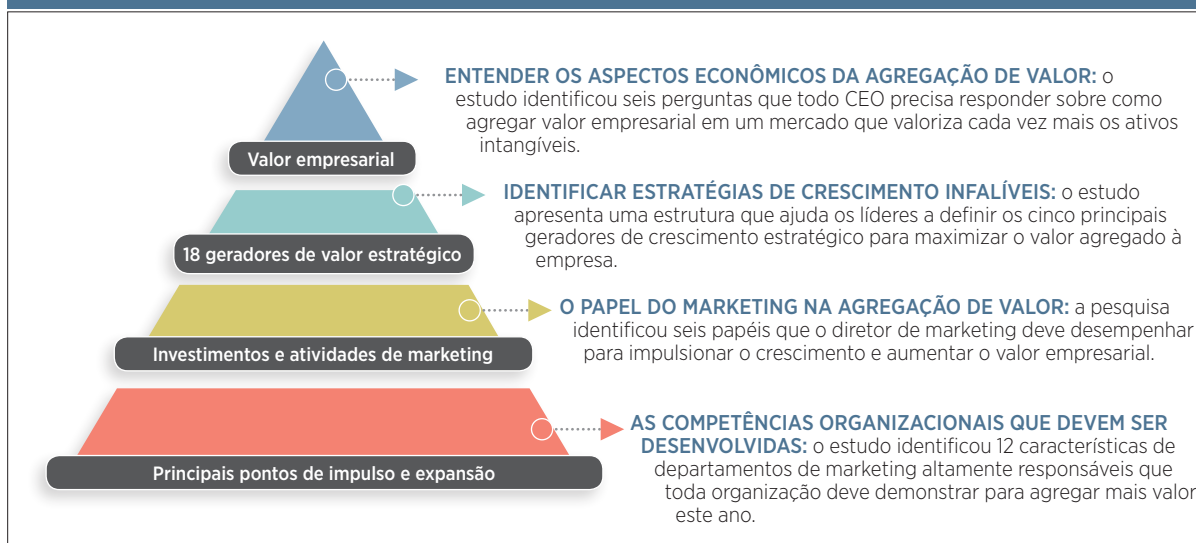 ENTENDER OS ASPECTOS ECONÔMICOS DA AGREGAÇÃO DE VALOR: o
estudo identificou seis perguntas que todo CEO precisa responder sobre como
agregar valor empresarial em um mercado que valoriza cada vez mais os ativos
intangíveis.
Valor empresarial
IDENTIFICAR ESTRATÉGIAS DE CRESCIMENTO INFALÍVEIS: o estudo
apresenta uma estrutura que ajuda os líderes a definir os cinco principais
geradores de crescimento estratégico para maximizar o valor agregado à
empresa.
18 geradores de valor estratégico
O PAPEL DO MARKETING NA AGREGAÇÃO DE VALOR: a pesquisa
identificou seis papéis que o diretor de marketing deve desempenhar
para impulsionar o crescimento e aumentar o valor empresarial.
Investimentos e atividades de marketing
AS COMPETÊNCIAS ORGANIZACIONAIS QUE DEVEM SER
DESENVOLVIDAS: o estudo identificou 12 características de
departamentos de marketing altamente responsáveis que
toda organização deve demonstrar para agregar mais valor
este ano.
Principais pontos de impulso e expansão